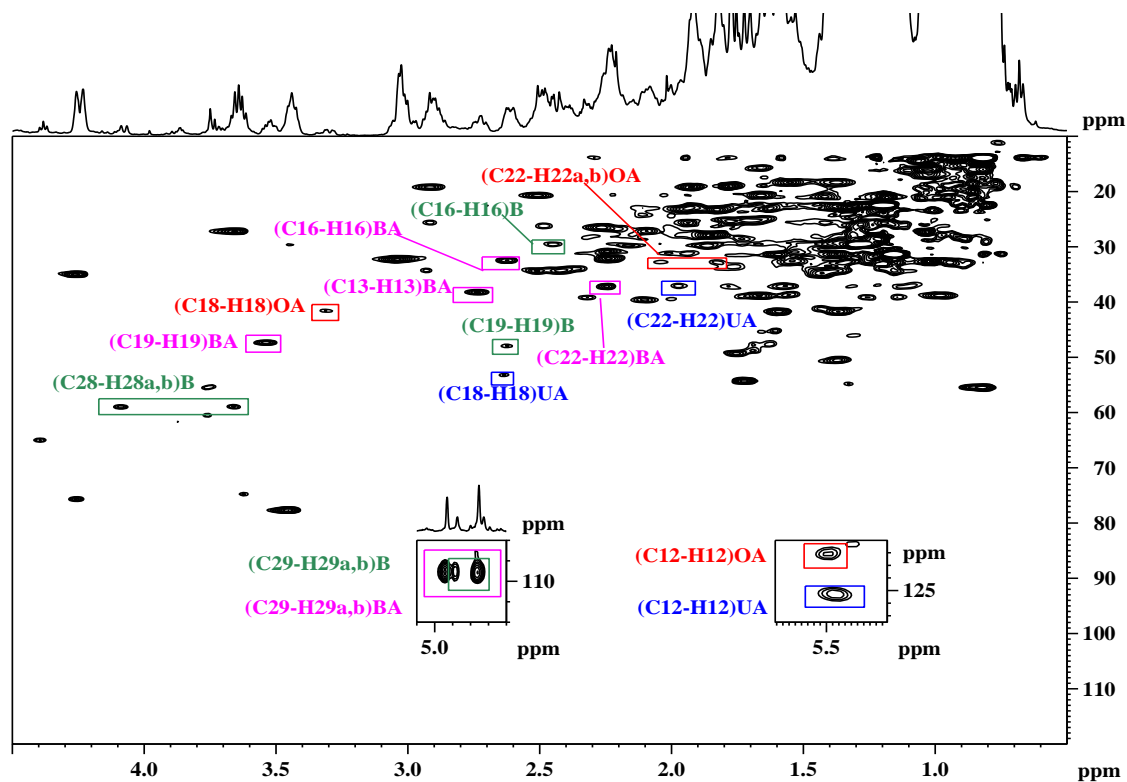 ppm
20
(C22-H22a,b)OA
(C16-H16)B
(C16-H16)BA
30
(C13-H13)BA
(C18-H18)OA
40
(C22-H22)UA
(C19-H19)B
(C19-H19)BA
(C22-H22)BA
50
(C28-H28a,b)B
(C18-H18)UA
60
70
80
ppm
(C29-H29a,b)B
(C12-H12)OA
ppm
110
125
90
(C29-H29a,b)BA
(C12-H12)UA
5.0
ppm
5.5
ppm
100
110
4.0
3.5
3.0
2.5
2.0
1.5
1.0
ppm